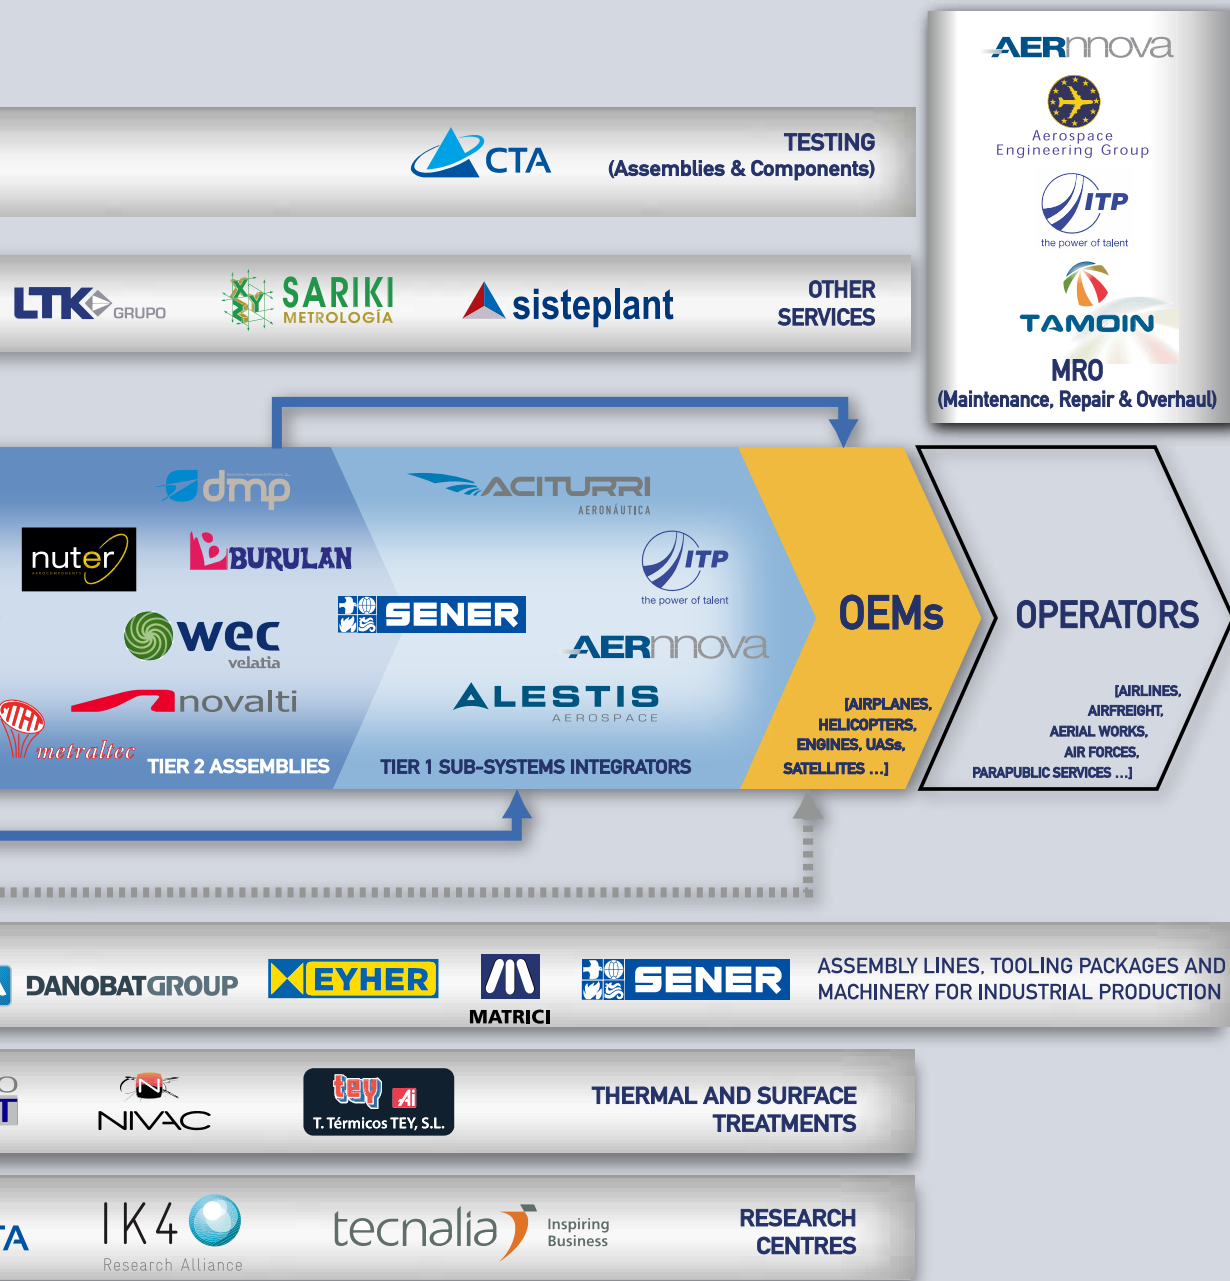 AERnnova
Aerospace
Engineering Group
ITP
the power of talent
TAMOIN
MRO
(Maintenance, Repair & Overhaul)
CTA
TESTING
(Assemblies & Components)
LTK GRUPO
SARIKI
METROLOGÍA
sisteplant
OTHER
SERVICES
dmp
nuter
BURULAN
wec
velatia
novalti
metraltec
TIER 2 ASSEMBLIES
ACITURRI
AERONÁUTICA
ITP
the power of talent
SENER
AERnnova
ALESTIS
AEROSPACE
TIER 1 SUB-SYSTEMS INTEGRATORS
OEMs
[AIRPLANES,
HELICOPTERS,
ENGINES, UASs,
SATELLITES ...]
OPERATORS
[AIRLINES,
AIRFREIGHT,
AERIAL WORKS,
AIR FORCES,
PARAPUBLIC SERVICES ...]
DANOBATGROUP
EYHER
MATRICI
SENER
ASSEMBLY LINES, TOOLING PACKAGES AND
MACHINERY FOR INDUSTRIAL PRODUCTION
N
NIVAC
tey Ai
T. Térmicos TEY, S.L.
THERMAL AND SURFACE
TREATMENTS
IK4
Research Alliance
tecnalia
Inspiring
Business
RESEARCH
CENTRES